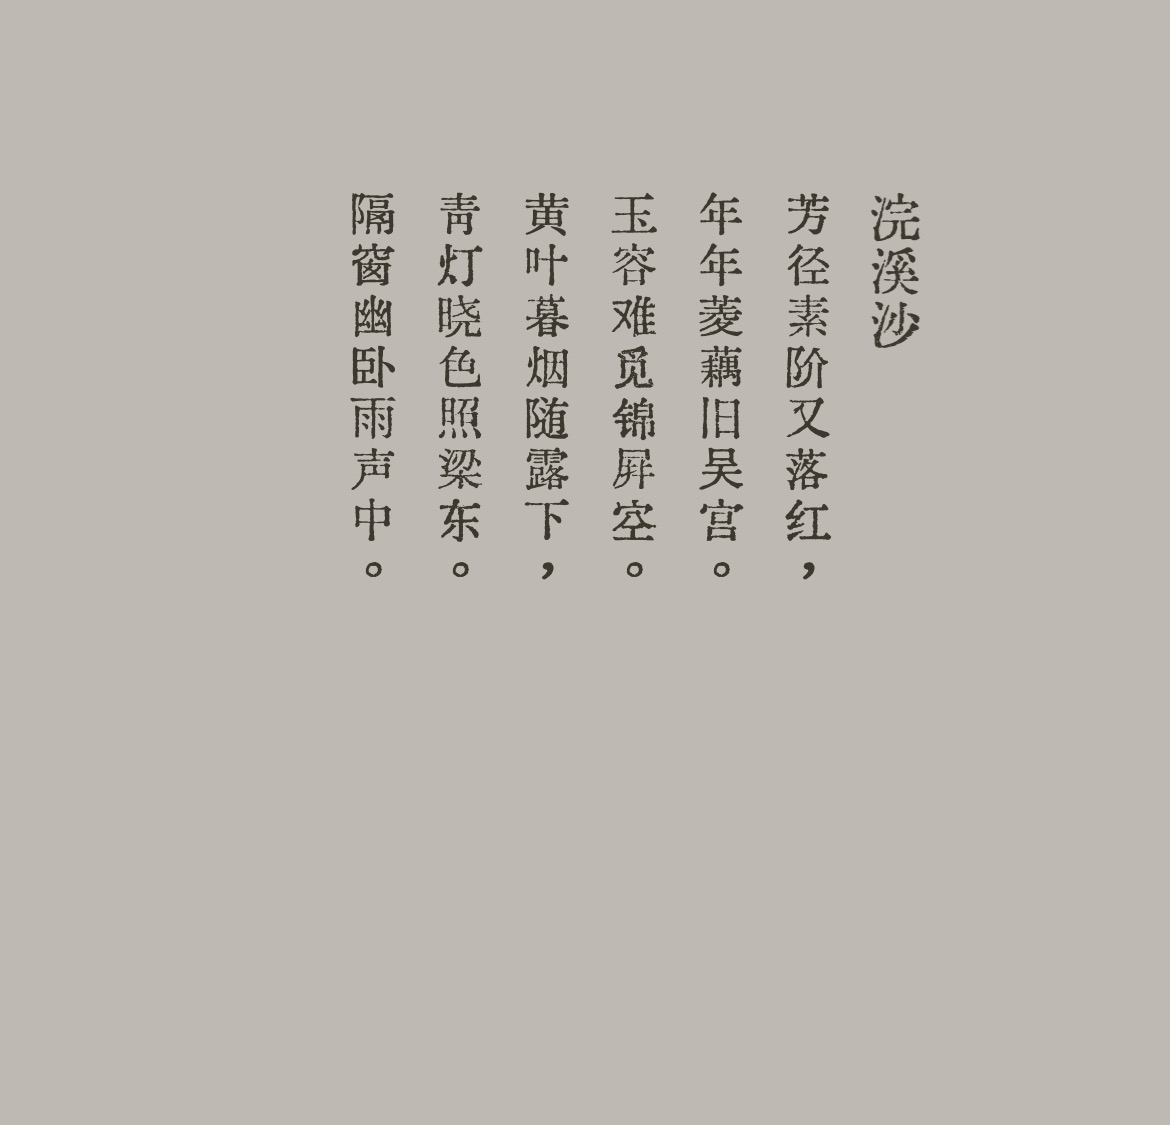 浣溪沙
芳径素阶又落红，
年年菱藕旧吴宫。
玉容难觅锦屏空。
黄叶暮烟随露下，
青灯晓色照梁东。
隔窗幽卧雨声中。